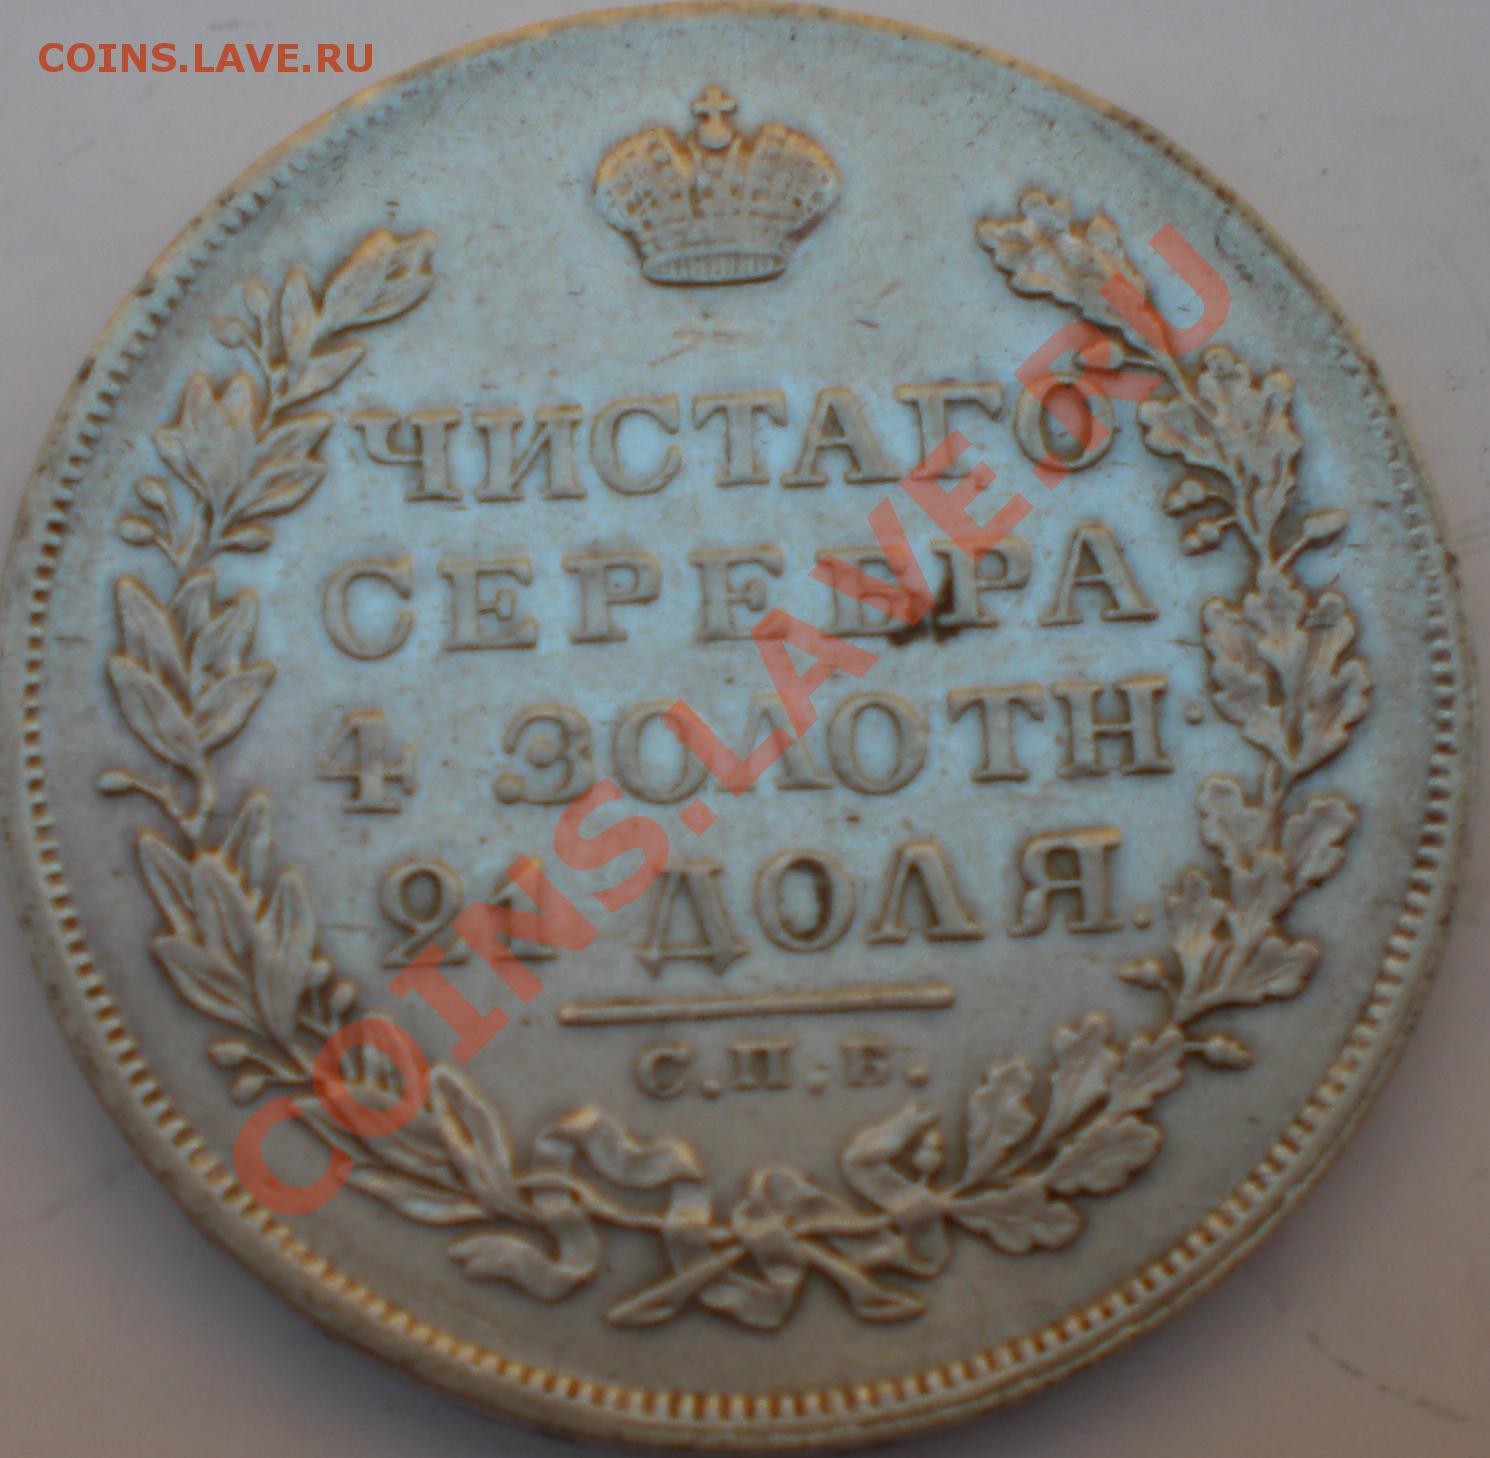 COINS.LAVE.RU
ЧИСТАГО
СЕРЕБРА
4 ЗОЛОТН.
21 ДОЛЯ.
С.П.Б.
COINS.LAVE.RU